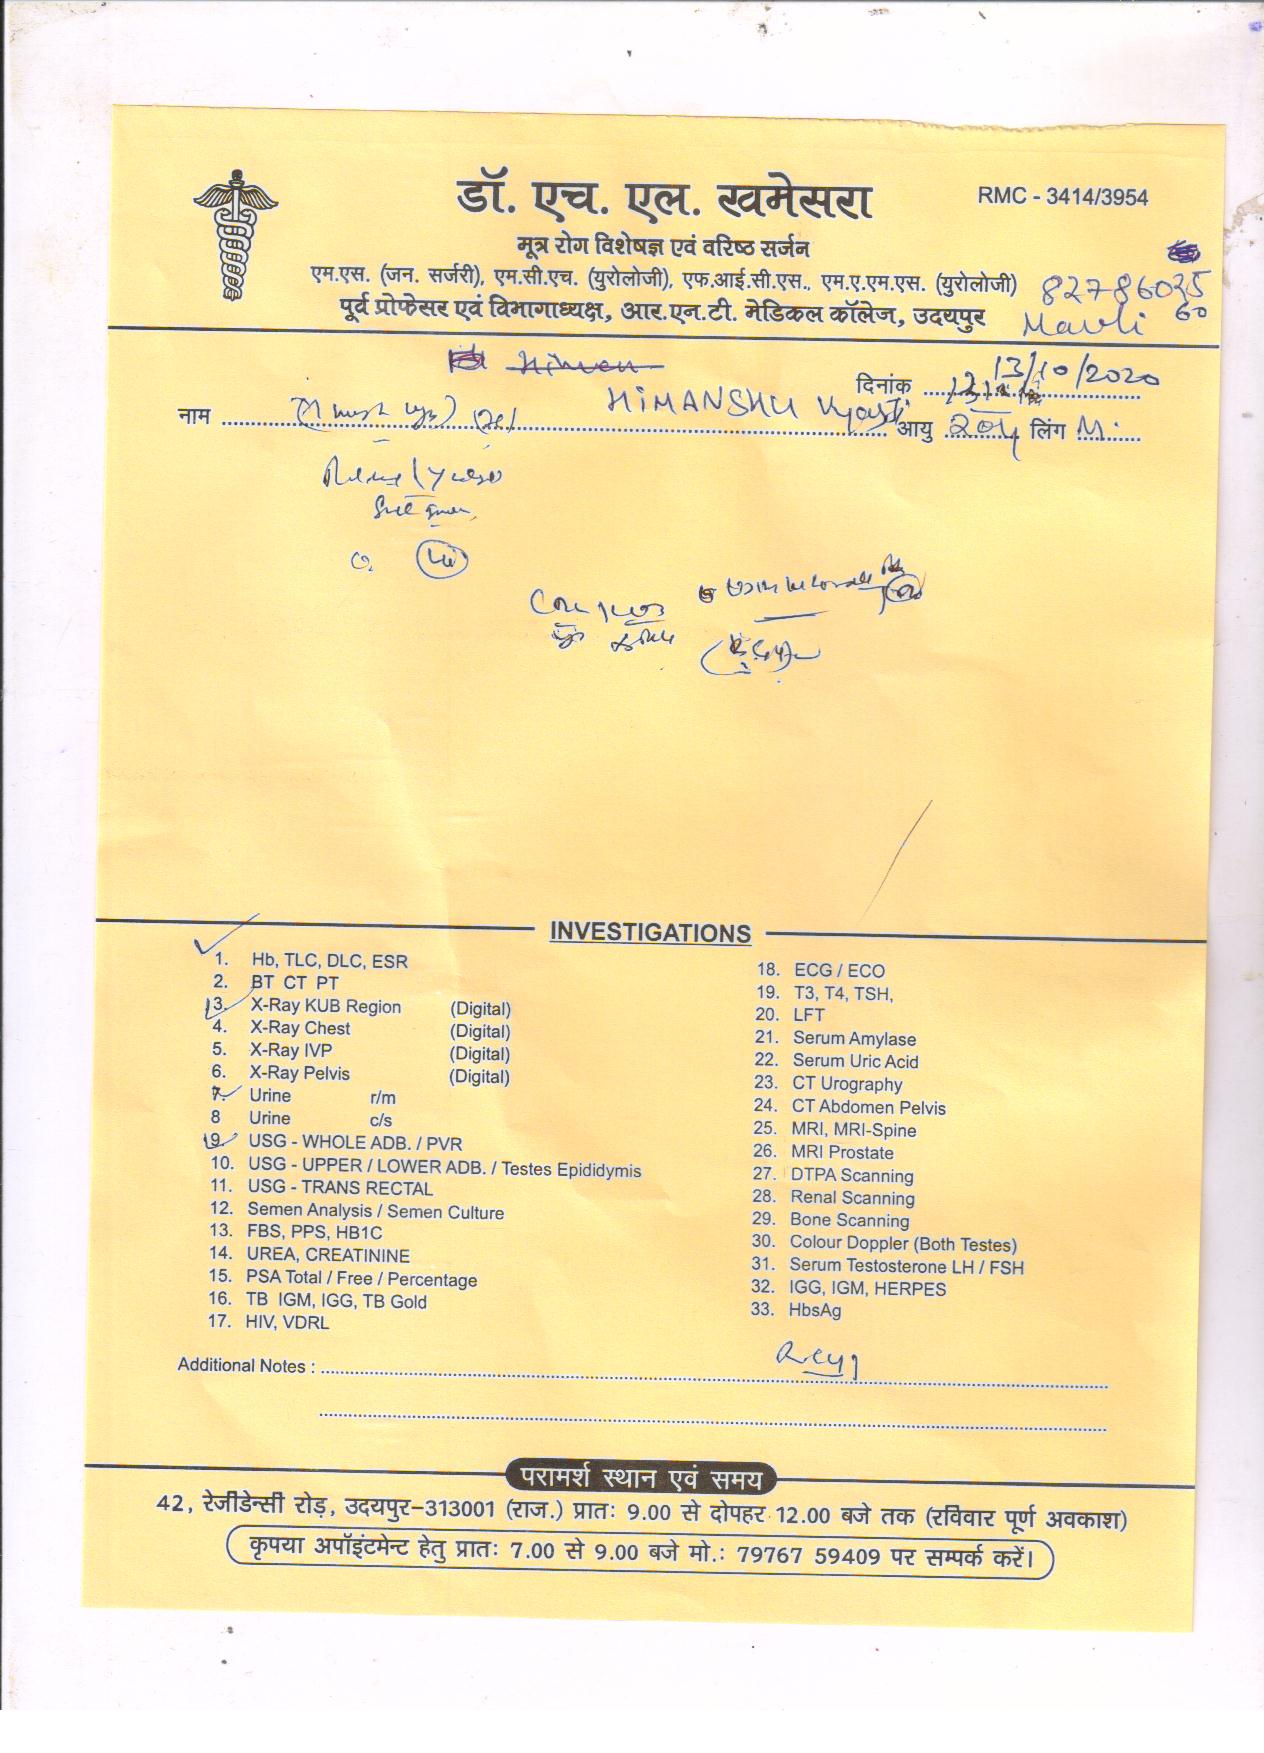 डॉ. एच. एल. खमेसरा
RMC - 3414/3954
मूत्र रोग विशेषज्ञ एवं वरिष्ठ सर्जन
एम.एस. (जन. सर्जरी), एम.सी.एच. (युरोलोजी), एफ.आई.सी.एस., एम.ए.एम.एस. (युरोलोजी)
पूर्व प्रोफेसर एवं विभागाध्यक्ष, आर.एन.टी. मेडिकल कॉलेज, उदयपुर
82786035
60
Mavli
दिनांक 13/10/2020
नाम HIMANSHU Vyas आयु 20y लिंग M.
INVESTIGATIONS
1. Hb, TLC, DLC, ESR
2. BT CT PT
3. X-Ray KUB Region (Digital)
4. X-Ray Chest (Digital)
5. X-Ray IVP (Digital)
6. X-Ray Pelvis (Digital)
7. Urine r/m
8 Urine c/s
9. USG - WHOLE ADB. / PVR
10. USG - UPPER / LOWER ADB. / Testes Epididymis
11. USG - TRANS RECTAL
12. Semen Analysis / Semen Culture
13. FBS, PPS, HB1C
14. UREA, CREATININE
15. PSA Total / Free / Percentage
16. TB IGM, IGG, TB Gold
17. HIV, VDRL
18. ECG / ECO
19. T3, T4, TSH,
20. LFT
21. Serum Amylase
22. Serum Uric Acid
23. CT Urography
24. CT Abdomen Pelvis
25. MRI, MRI-Spine
26. MRI Prostate
27. DTPA Scanning
28. Renal Scanning
29. Bone Scanning
30. Colour Doppler (Both Testes)
31. Serum Testosterone LH / FSH
32. IGG, IGM, HERPES
33. HbsAg
Additional Notes :
परामर्श स्थान एवं समय
42, रेजीडेन्सी रोड़, उदयपुर-313001 (राज.) प्रातः 9.00 से दोपहर 12.00 बजे तक (रविवार पूर्ण अवकाश)
कृपया अपॉइंटमेन्ट हेतु प्रातः 7.00 से 9.00 बजे मो.: 79767 59409 पर सम्पर्क करें।